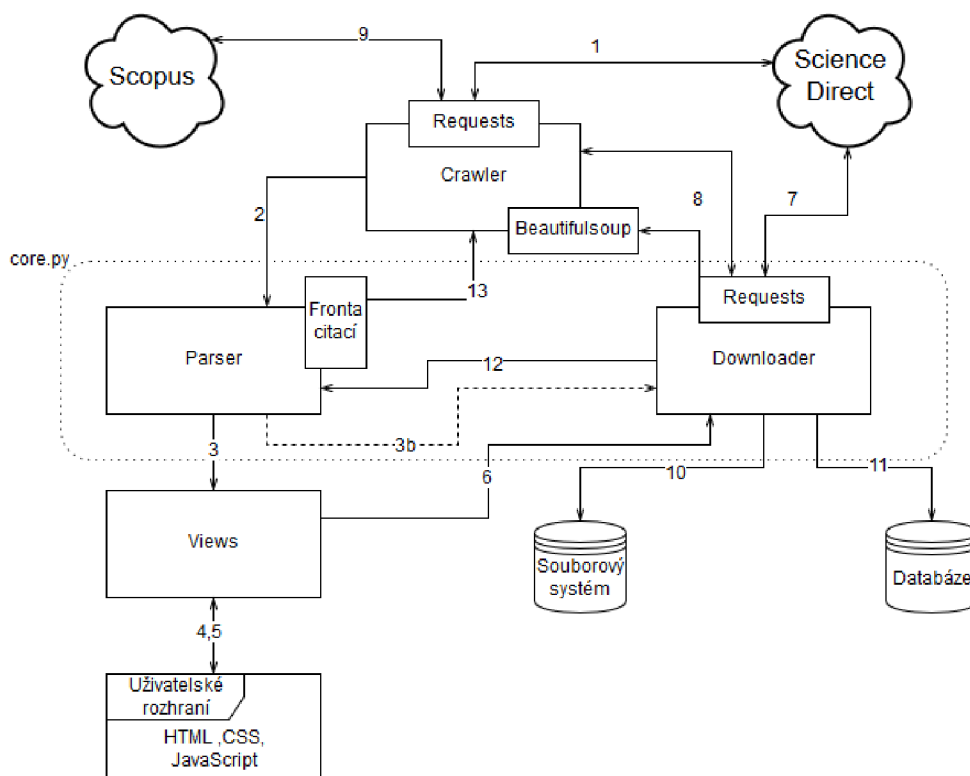 9
1
Scopus
Science
Direct
Requests
Crawler
2
8
7
Beautifulsoup
core.py
13
Requests
Fronta
citací
Parser
Downloader
12
3
3b
6
10
11
Views
Souborový
systém
Databáze
4,5
Uživatelské
rozhraní
HTML ,CSS,
JavaScript